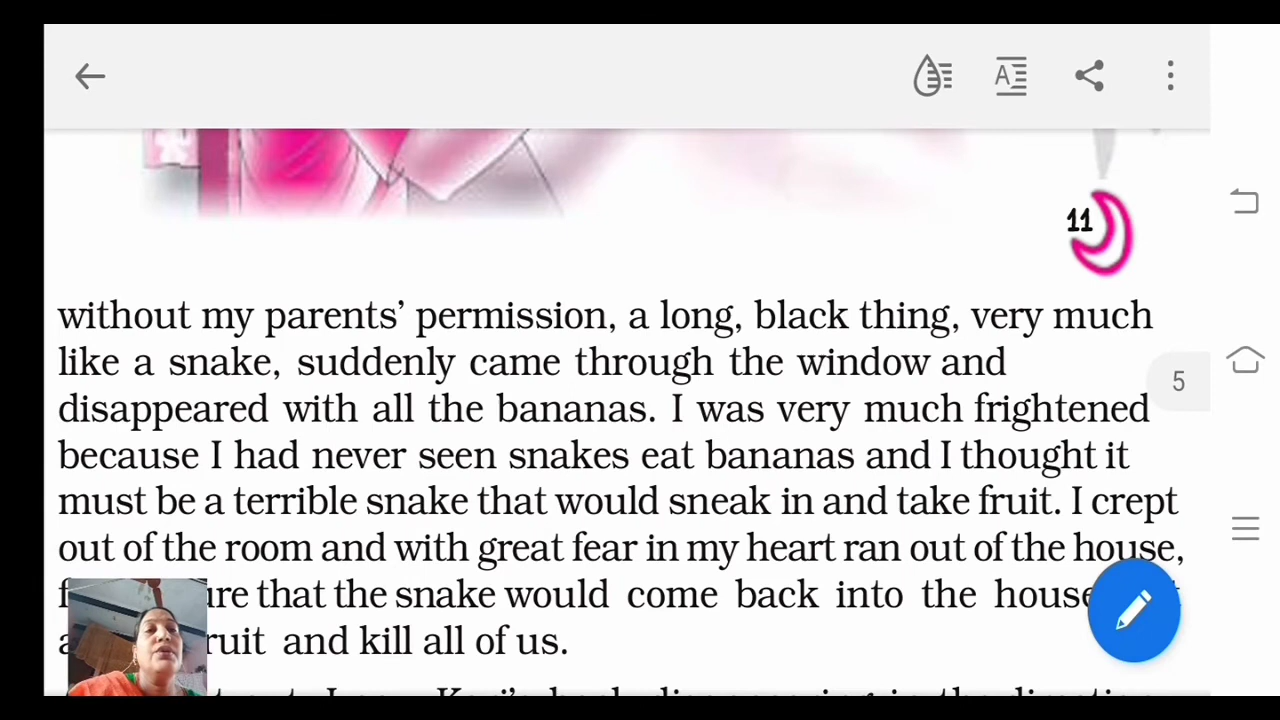 11
without my parents’ permission, a long, black thing, very much
like a snake, suddenly came through the window and
5
disappeared with all the bananas. I was very much frightened
because I had never seen snakes eat bananas and I thought it
must be a terrible snake that would sneak in and take fruit. I crept
out of the room and with great fear in my heart ran out of the house,
that the snake would come back into the house
and kill all of us.